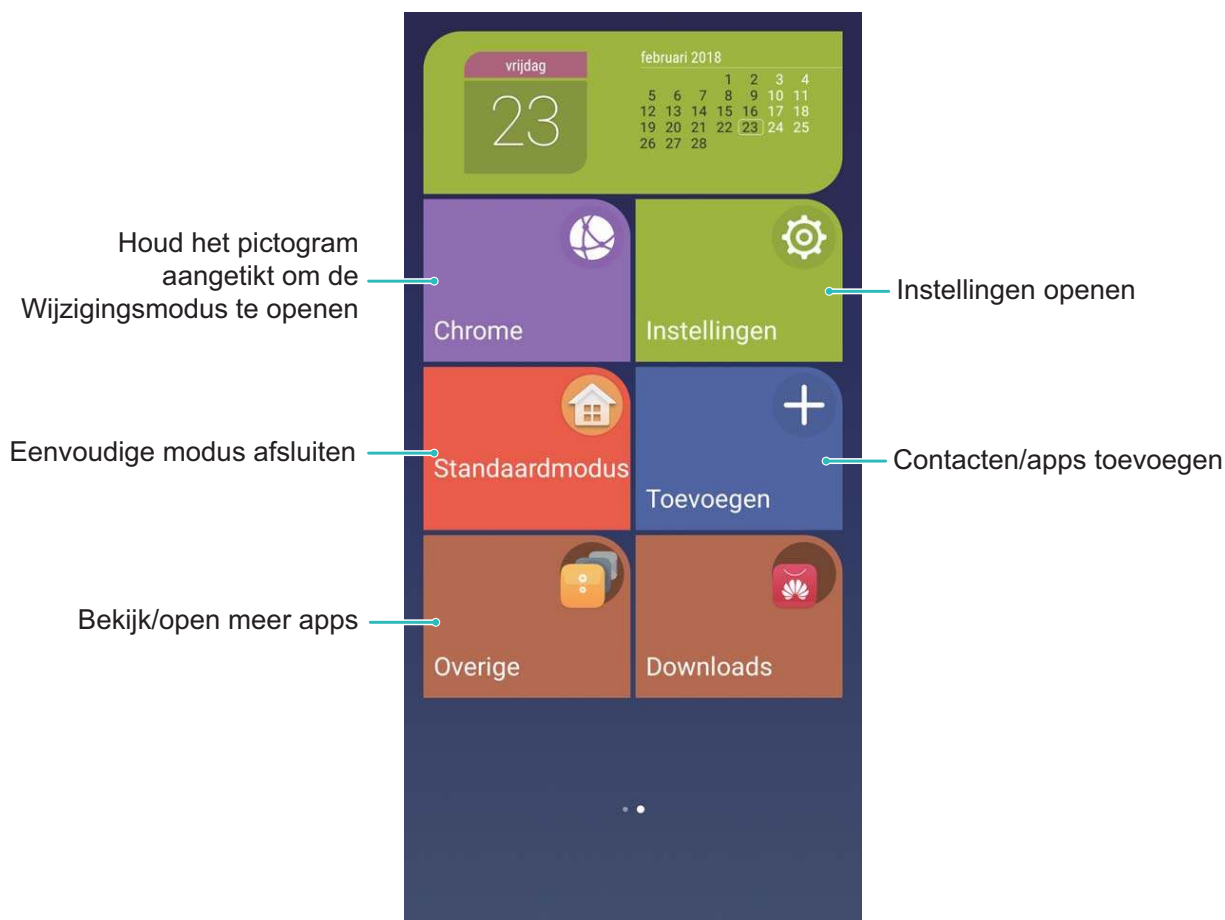 vrijdag
23
februari 2018
1 2 3 4
5 6 7 8 9 10 11
12 13 14 15 16 17 18
19 20 21 22 23 24 25
26 27 28
Houd het pictogram
aangetikt om de
Wijzigingsmodus te openen
Chrome
Instellingen
Instellingen openen
Eenvoudige modus afsluiten
Standaardmodus
Toevoegen
Contacten/apps toevoegen
Bekijk/open meer apps
Overige
Downloads